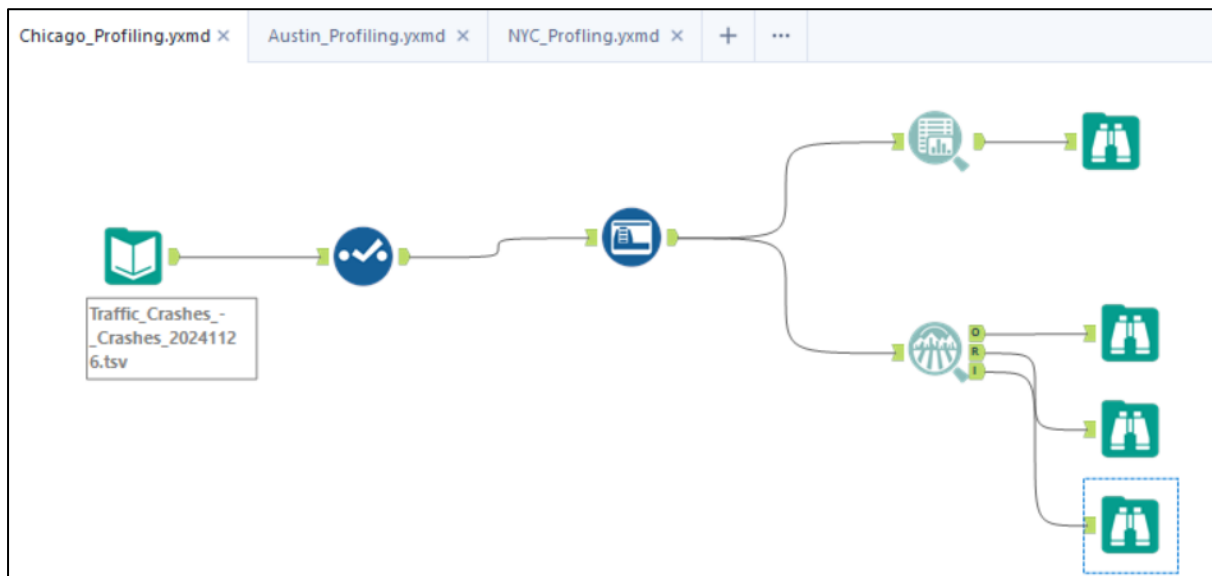 Chicago_Profiling.yxmd × Austin_Profiling.yxmd × NYC_Profling.yxmd × + ...
Traffic_Crashes_-
_Crashes_2024112
6.tsv
O
R
I